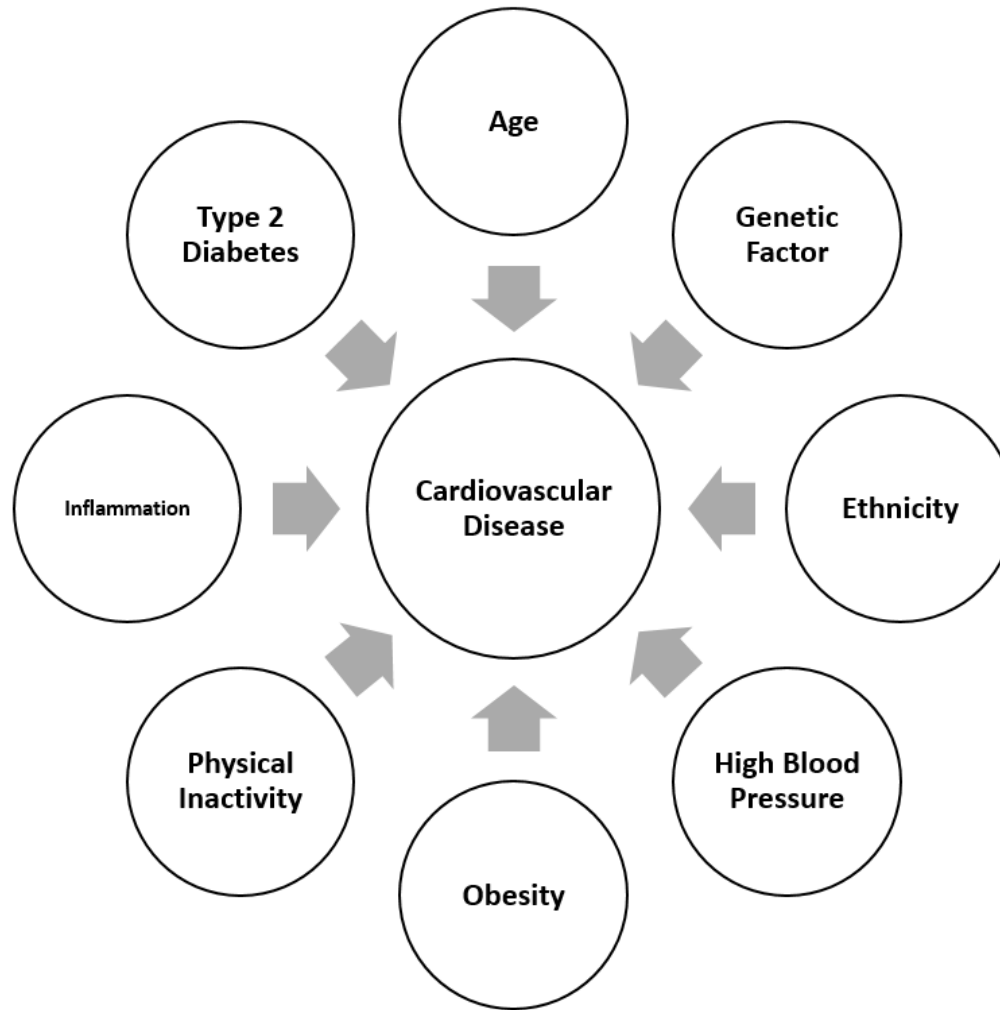 Age
Type 2
Diabetes
Genetic
Factor
Inflammation
Cardiovascular
Disease
Ethnicity
Physical
Inactivity
High Blood
Pressure
Obesity